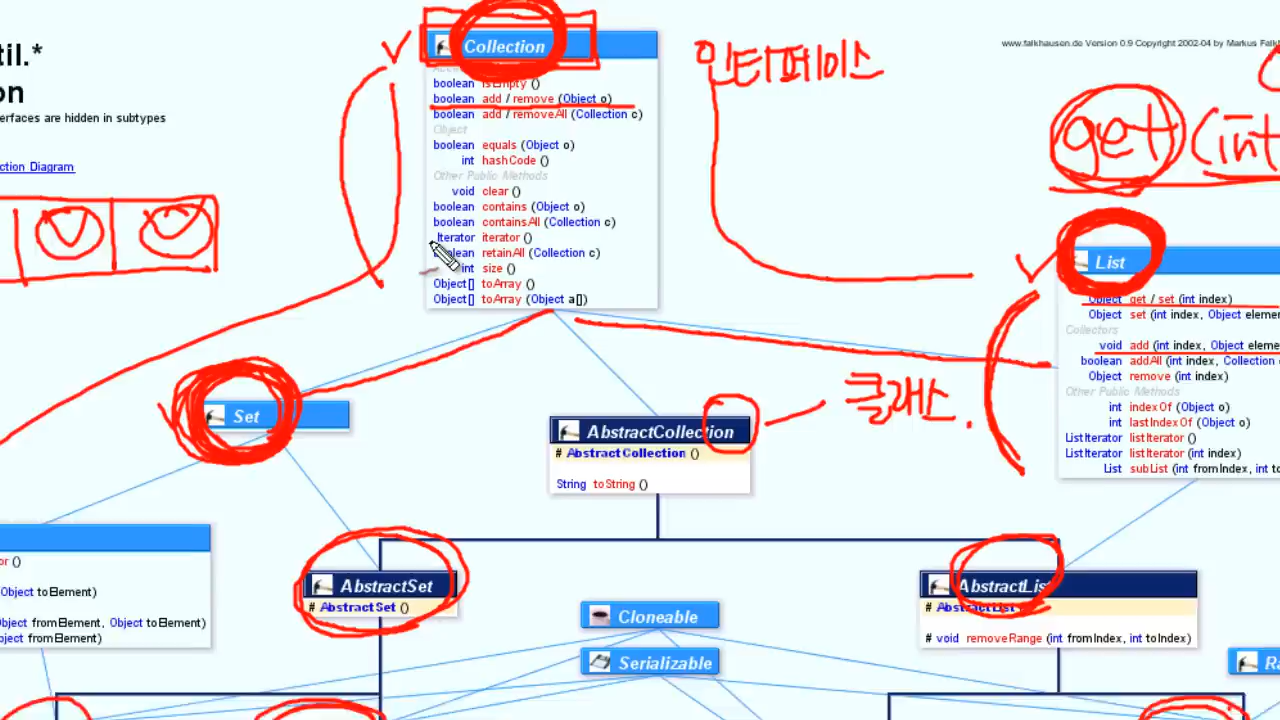 til.*
on
erfaces are hidden in subtypes
ction Diagram
Collection
boolean isEmpty ()
boolean add / remove (Object o)
boolean add / removeAll (Collection c)
Object
boolean equals (Object o)
int hashCode ()
Other Public Methods
void clear ()
boolean contains (Object o)
boolean containsAll (Collection c)
Iterator iterator ()
retainAll (Collection c)
int size ()
Object[] toArray ()
Object[] toArray (Object a[])
인터페이스
www.falkhausen.de Version 0.9 Copyright 2002-04 by Markus Falkh
get (int
List
Object get / set (int index)
Object set (int index, Object eleme
Collectors
void add (int index, Object eleme
boolean addAll (int index, Collection
Object remove (int index)
Other Public Methods
int indexOf (Object o)
int lastIndexOf (Object o)
ListIterator listIterator ()
ListIterator listIterator (int index)
List subList (int fromIndex, int to
Set
AbstractCollection
# AbstractCollection ()
String toString ()
클래스.
or ()
Object toElement)
bject fromElement, Object toElement)
bject fromElement)
AbstractSet
# AbstractSet ()
Cloneable
Serializable
AbstractList
# AbstractList
# void removeRange (int fromIndex, int toIndex)
Ra